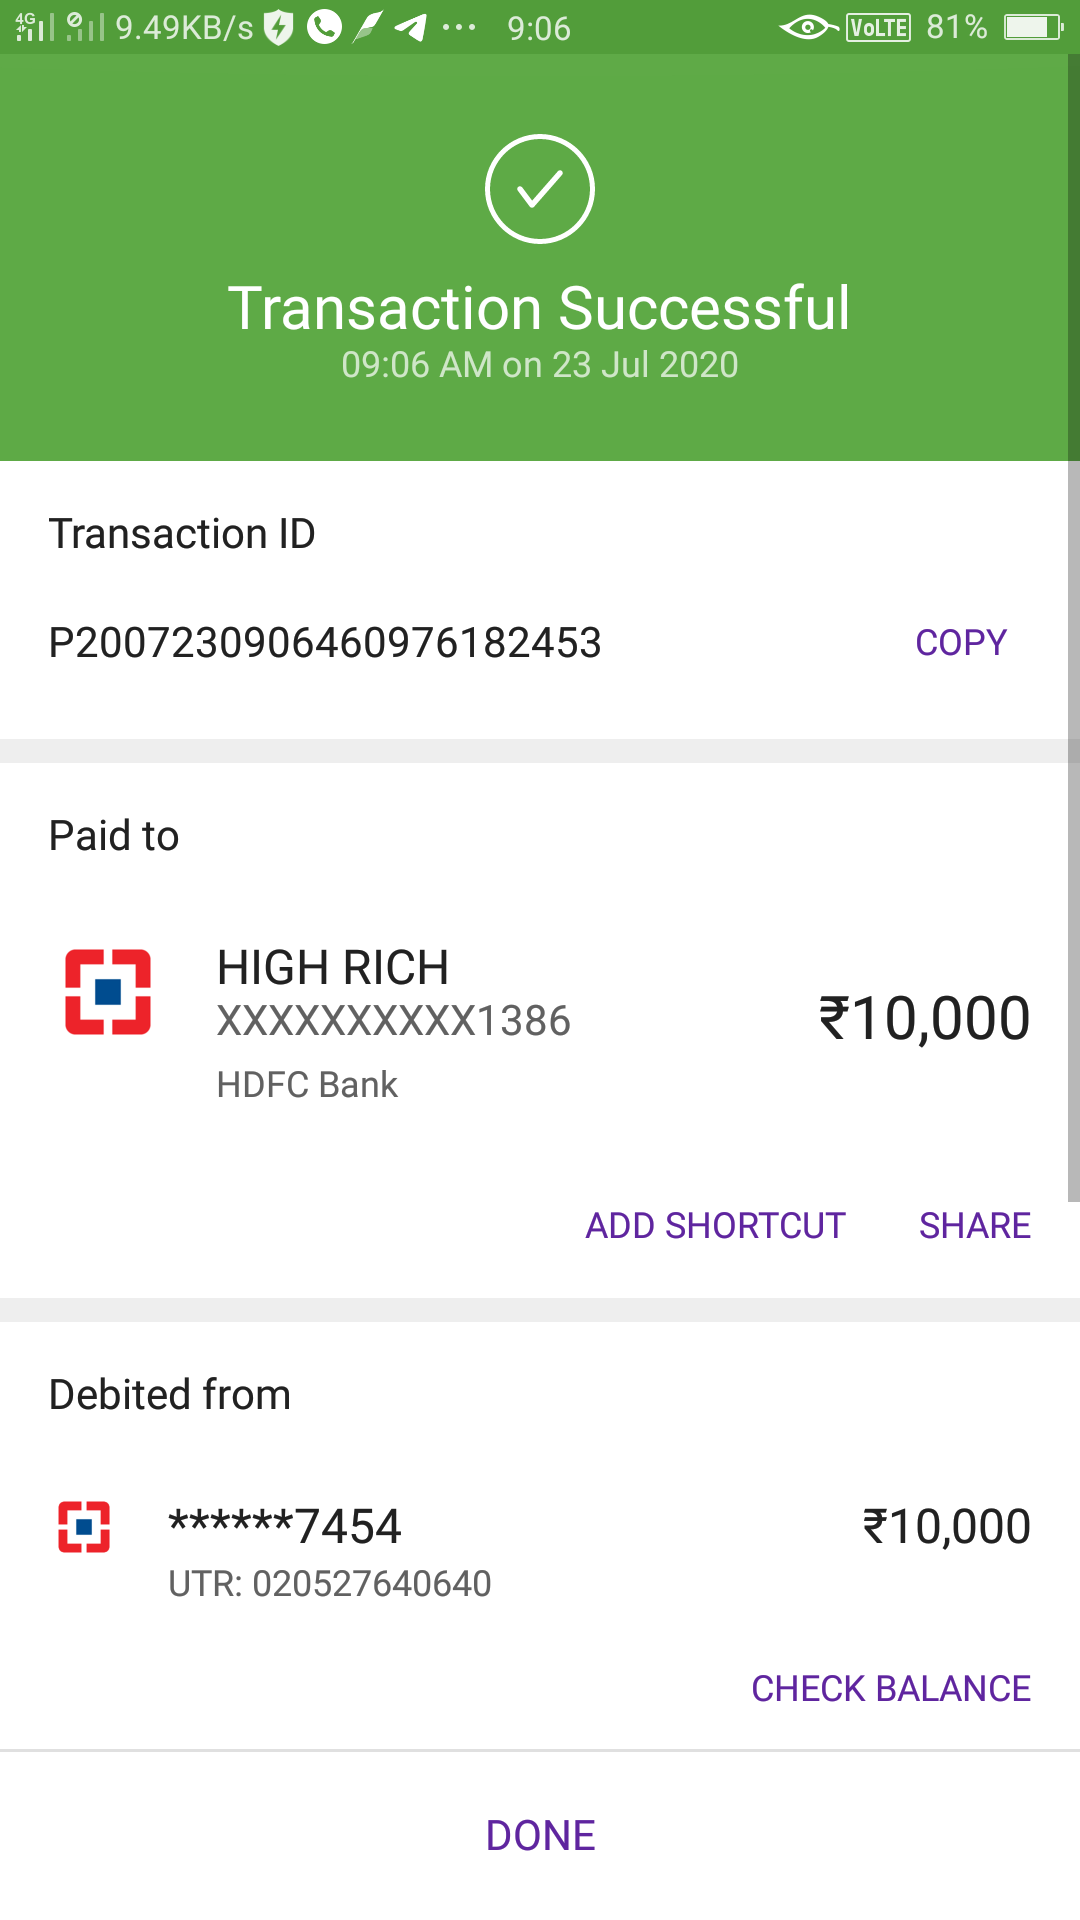 4G 9.49KB/s 9:06 VoLTE 81%
Transaction Successful
09:06 AM on 23 Jul 2020
Transaction ID
P2007230906460976182453 COPY
Paid to
HIGH RICH
XXXXXXXXXX1386 ₹10,000
HDFC Bank
ADD SHORTCUT SHARE
Debited from
******7454 ₹10,000
UTR: 020527640640
CHECK BALANCE
DONE